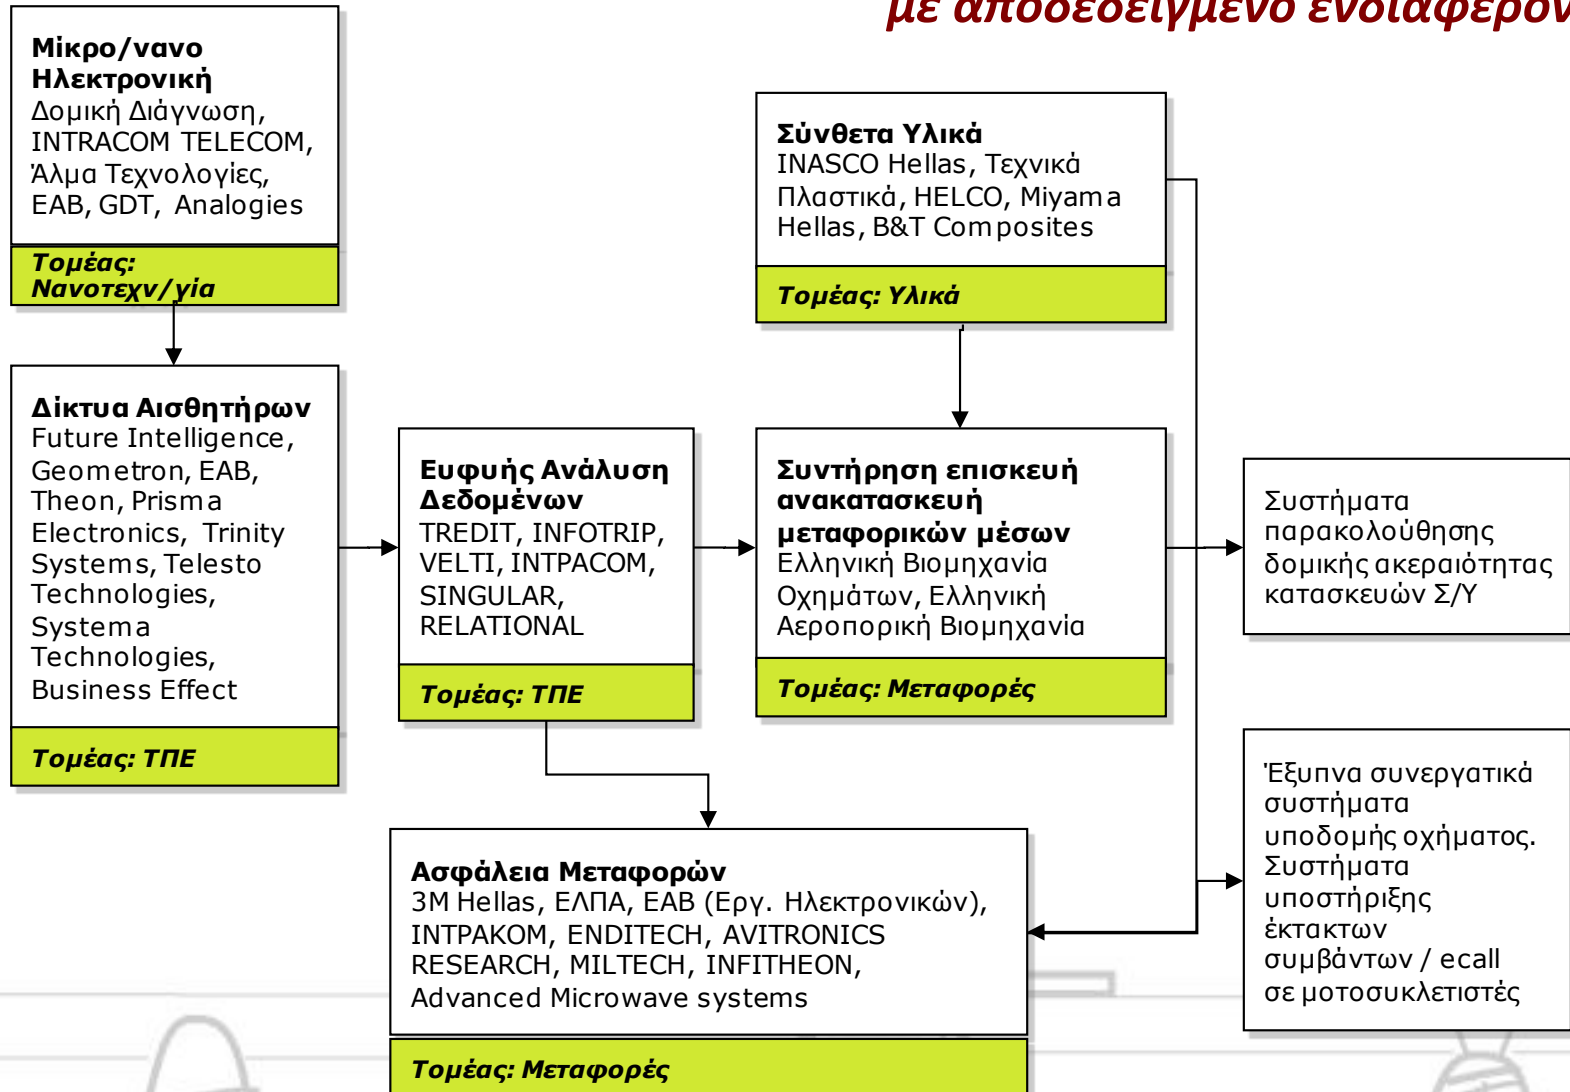 με αποδεδειγμένο ενδιαφέρον
Μίκρο/νανο
Ηλεκτρονική
Δομική Διάγνωση,
INTRACOM TELECOM,
Άλμα Τεχνολογίες,
ΕΑΒ, GDT, Analogies
Τομέας:
Νανοτεχν/γία
Σύνθετα Υλικά
INASCO Hellas, Τεχνικά
Πλαστικά, HELCO, Miyama
Hellas, B&T Composites
Τομέας: Υλικά
Δίκτυα Αισθητήρων
Future Intelligence,
Geometron, ΕΑΒ,
Theon, Prisma
Electronics, Trinity
Systems, Telesto
Technologies,
Systema
Technologies,
Business Effect
Τομέας: ΤΠΕ
Ευφυής Ανάλυση
Δεδομένων
TREDIT, INFOTRIP,
VELTI, INTPACOM,
SINGULAR,
RELATIONAL
Τομέας: ΤΠΕ
Συντήρηση επισκευή
ανακατασκευή
μεταφορικών μέσων
Ελληνική Βιομηχανία
Οχημάτων, Ελληνική
Αεροπορική Βιομηχανία
Τομέας: Μεταφορές
Συστήματα
παρακολούθησης
δομικής ακεραιότητας
κατασκευών Σ/Υ
Έξυπνα συνεργατικά
συστήματα
υποδομής οχήματος.
Συστήματα
υποστήριξης
έκτακτων
συμβάντων / ecall
σε μοτοσυκλετιστές
Ασφάλεια Μεταφορών
3M Hellas, ΕΛΠΑ, ΕΑΒ (Εργ. Ηλεκτρονικών),
INTPAKOM, ENDITECH, AVITRONICS
RESEARCH, MILTECH, INFITHEON,
Advanced Microwave systems
Τομέας: Μεταφορές